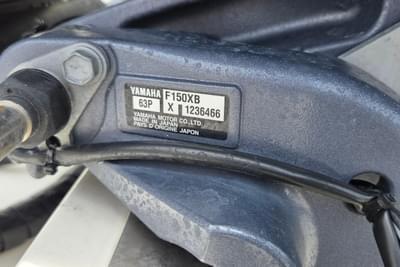 YAMAHA F150XB
63P X 1236466
YAMAHA MOTOR CO.,LTD.
MADE IN JAPAN
PAYS D'ORIGINE JAPON